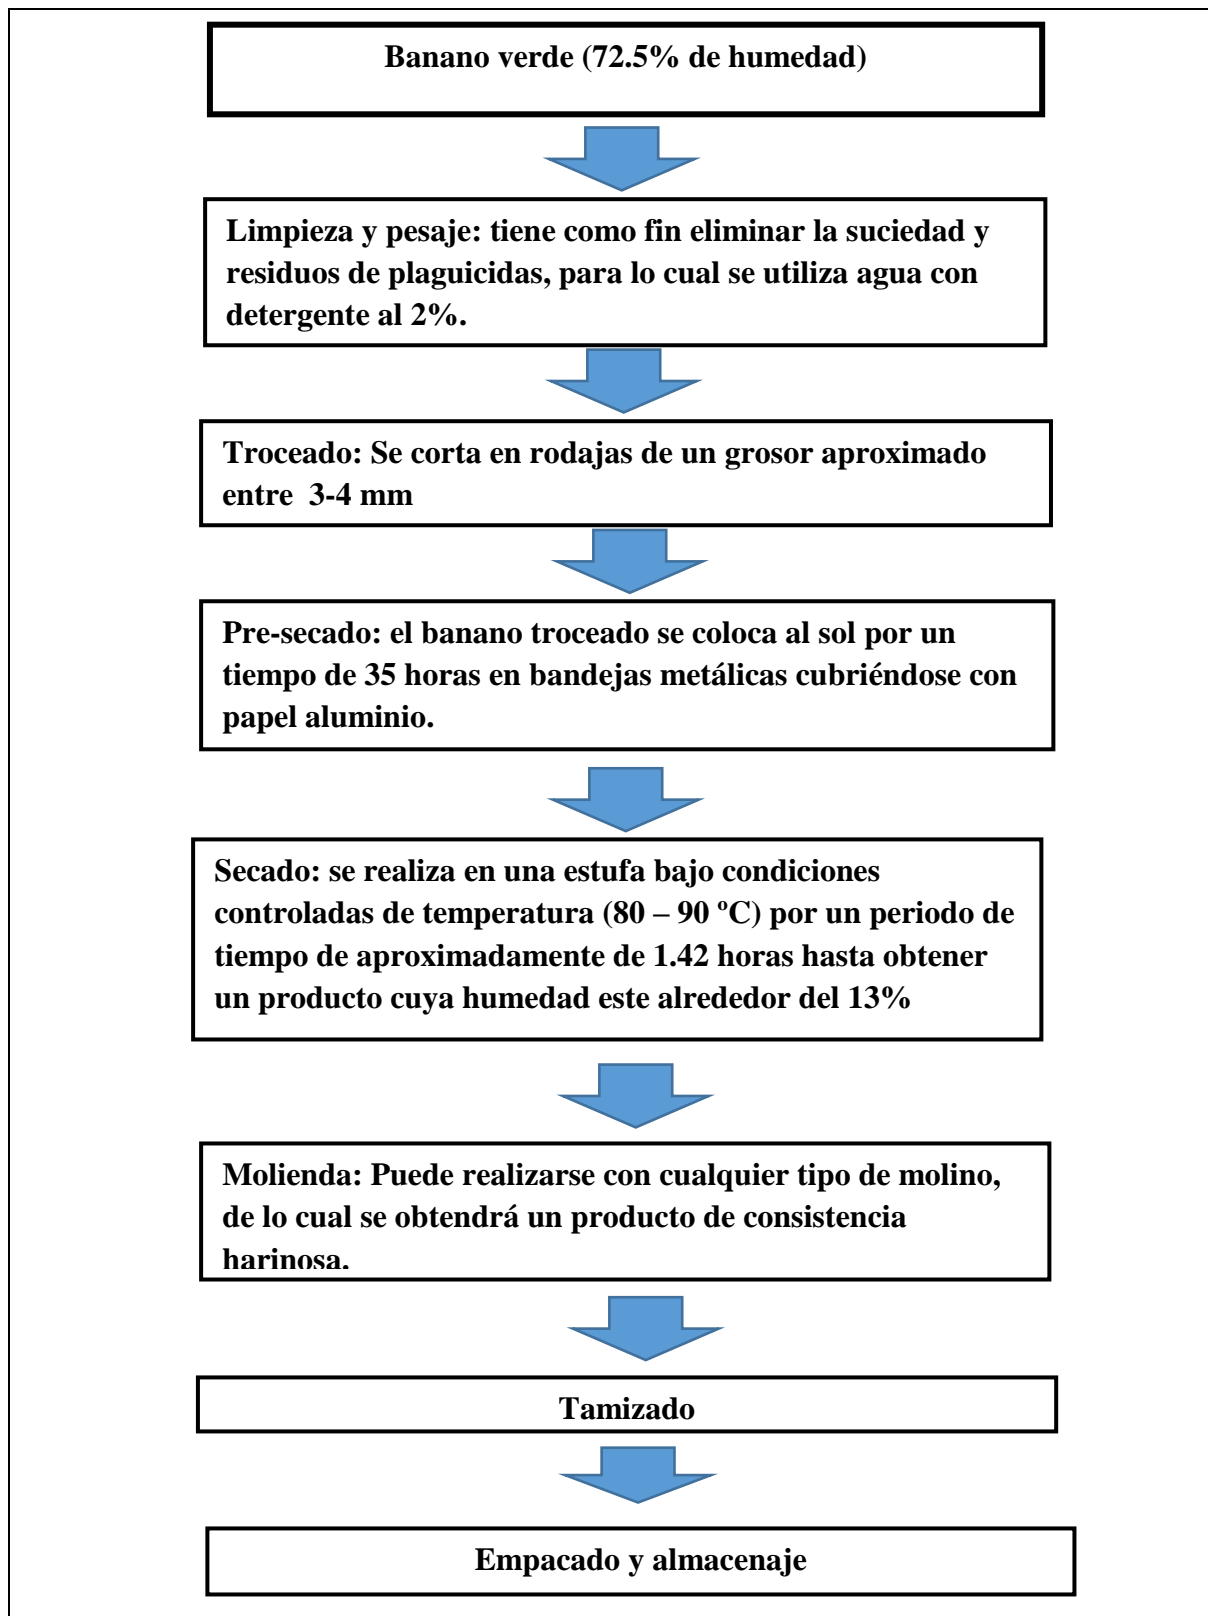 Banano verde (72.5% de humedad)
Limpieza y pesaje: tiene como fin eliminar la suciedad y
residuos de plaguicidas, para lo cual se utiliza agua con
detergente al 2%.
Troceado: Se corta en rodajas de un grosor aproximado
entre  3-4 mm
Pre-secado: el banano troceado se coloca al sol por un
tiempo de 35 horas en bandejas metálicas cubriéndose con
papel aluminio.
Secado: se realiza en una estufa bajo condiciones
controladas de temperatura (80 – 90 ºC) por un periodo de
tiempo de aproximadamente de 1.42 horas hasta obtener
un producto cuya humedad este alrededor del 13%
Molienda: Puede realizarse con cualquier tipo de molino,
de lo cual se obtendrá un producto de consistencia
harinosa.
Tamizado
Empacado y almacenaje